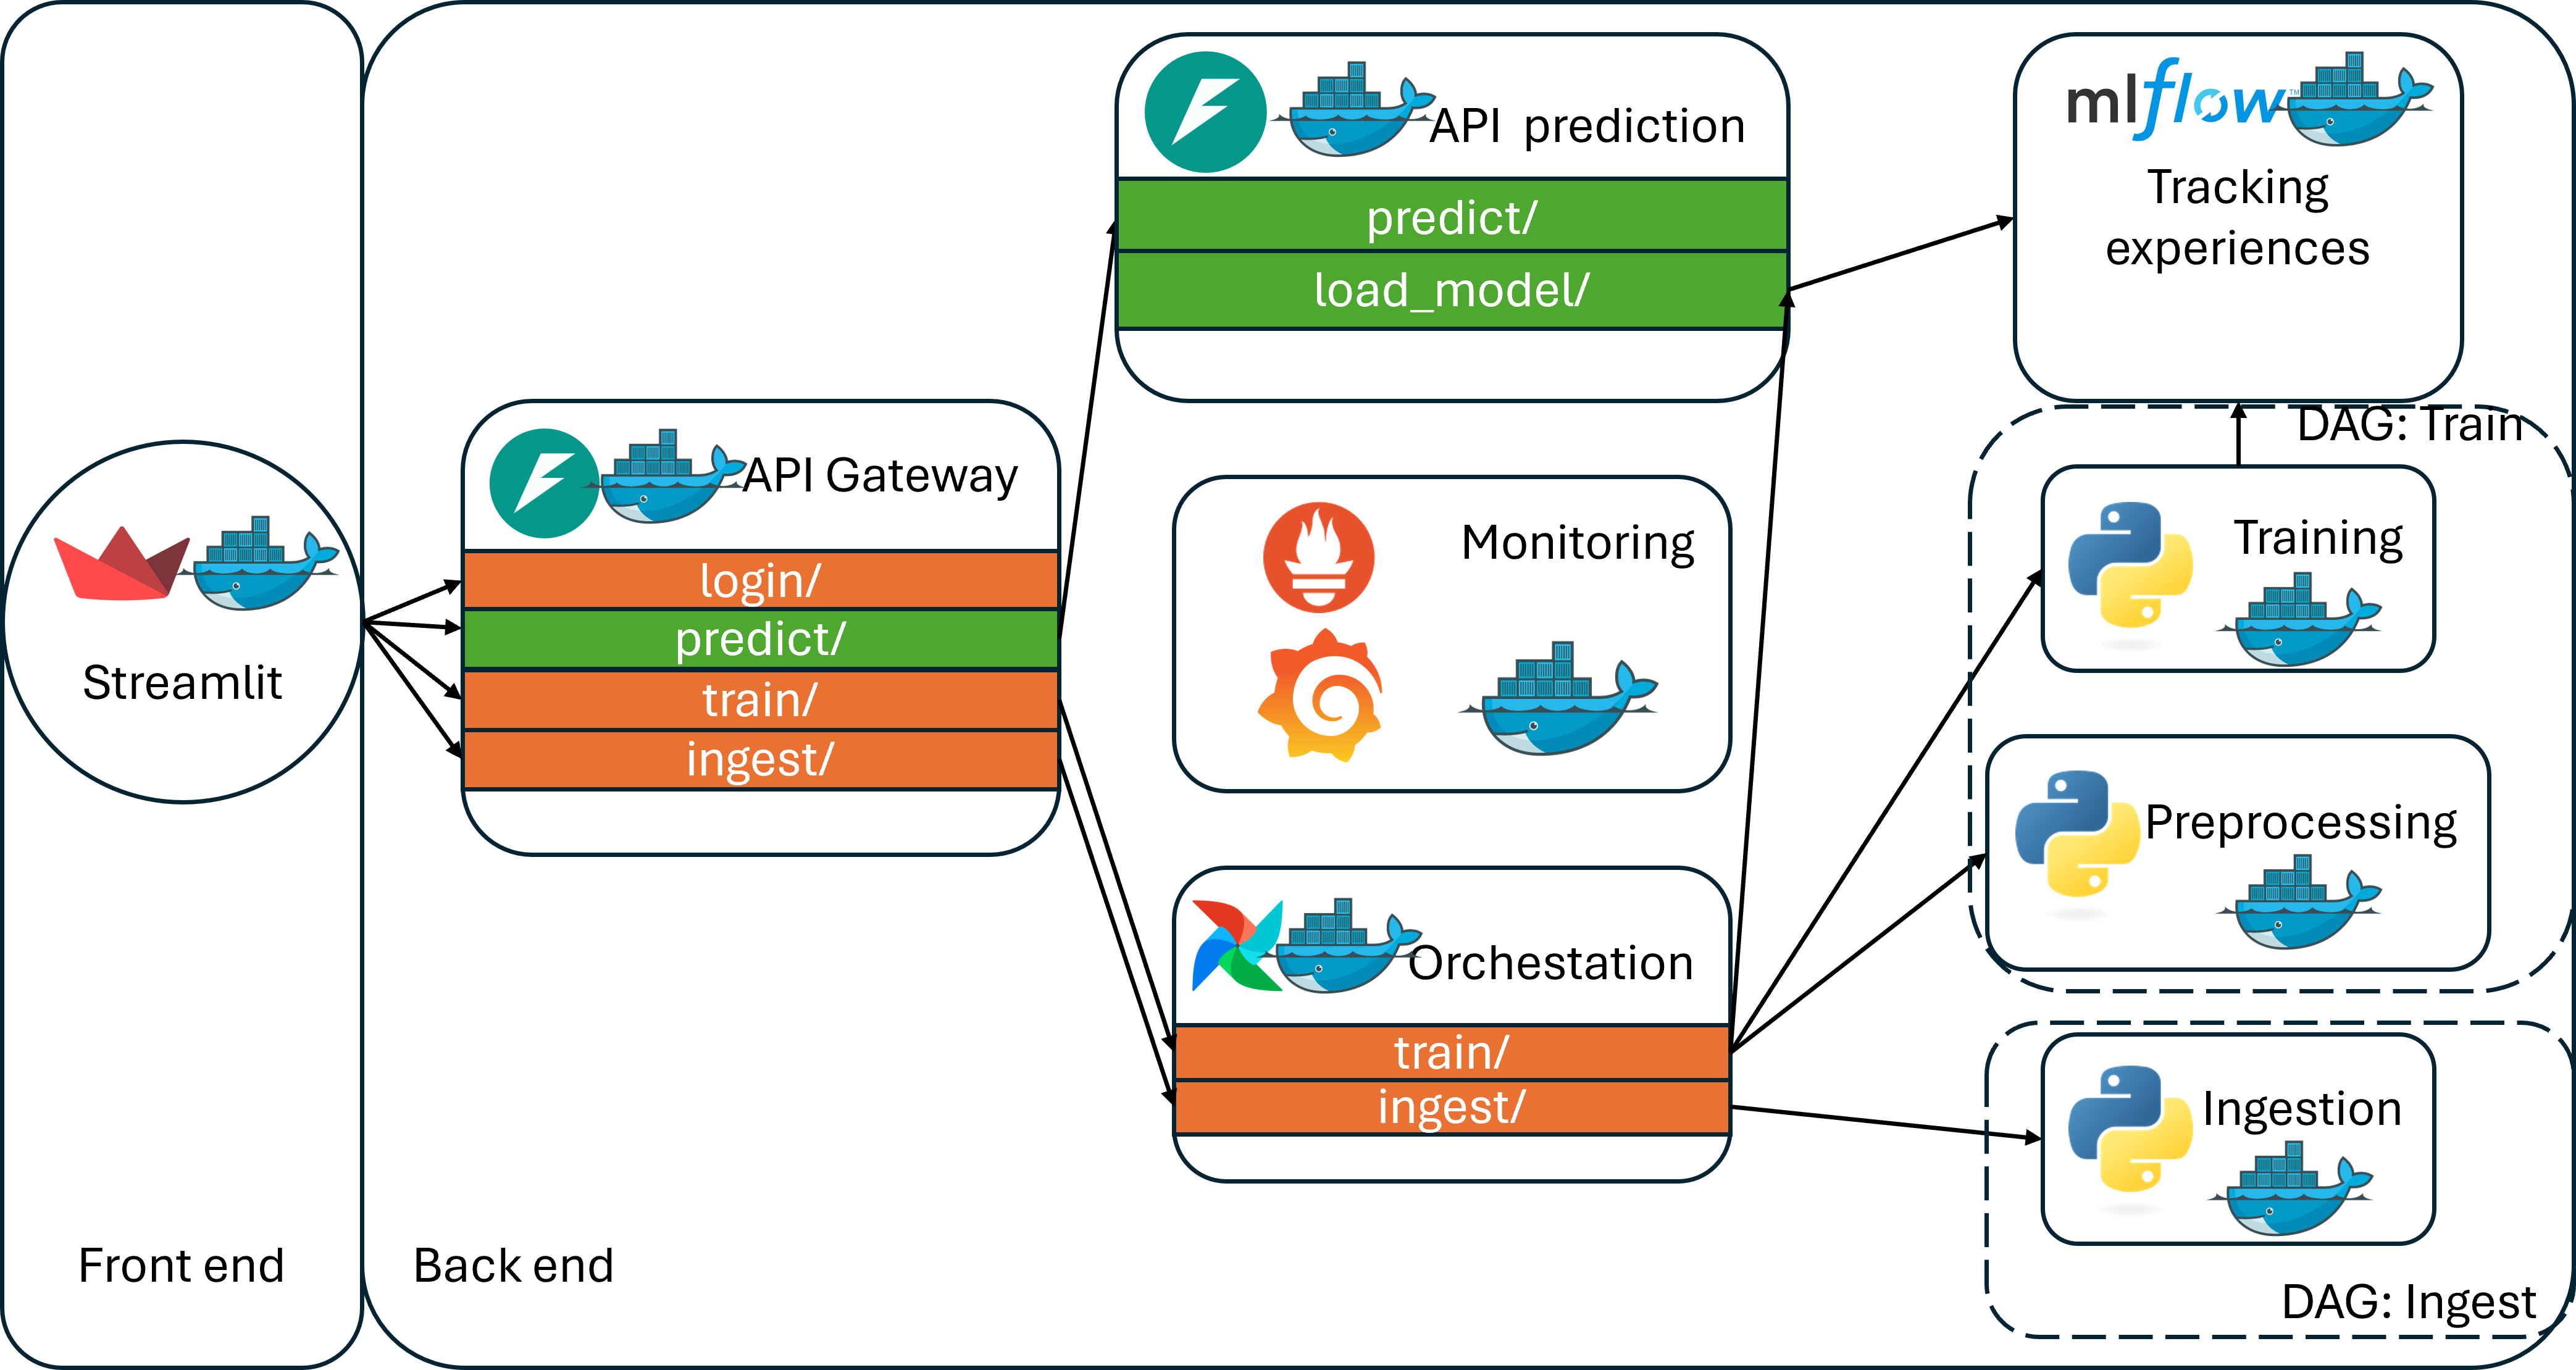 Streamlit
Front end
Back end
API Gateway
login/
predict/
train/
ingest/
API prediction
predict/
load_model/
Monitoring
Orchestation
train/
ingest/
mlflow™
Tracking
experiences
DAG: Train
Training
Preprocessing
Ingestion
DAG: Ingest